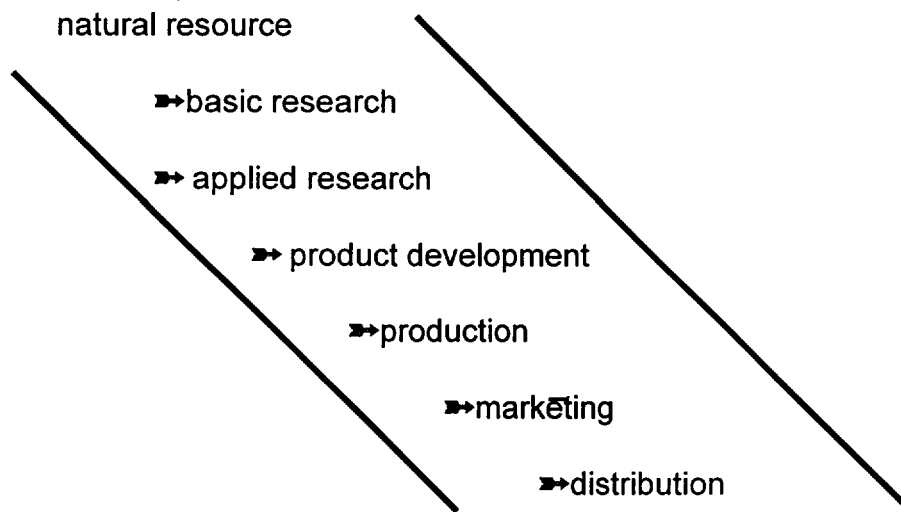 natural resource
➳basic research
➳ applied research
➳ product development
➳production
➳marketing
➳distribution